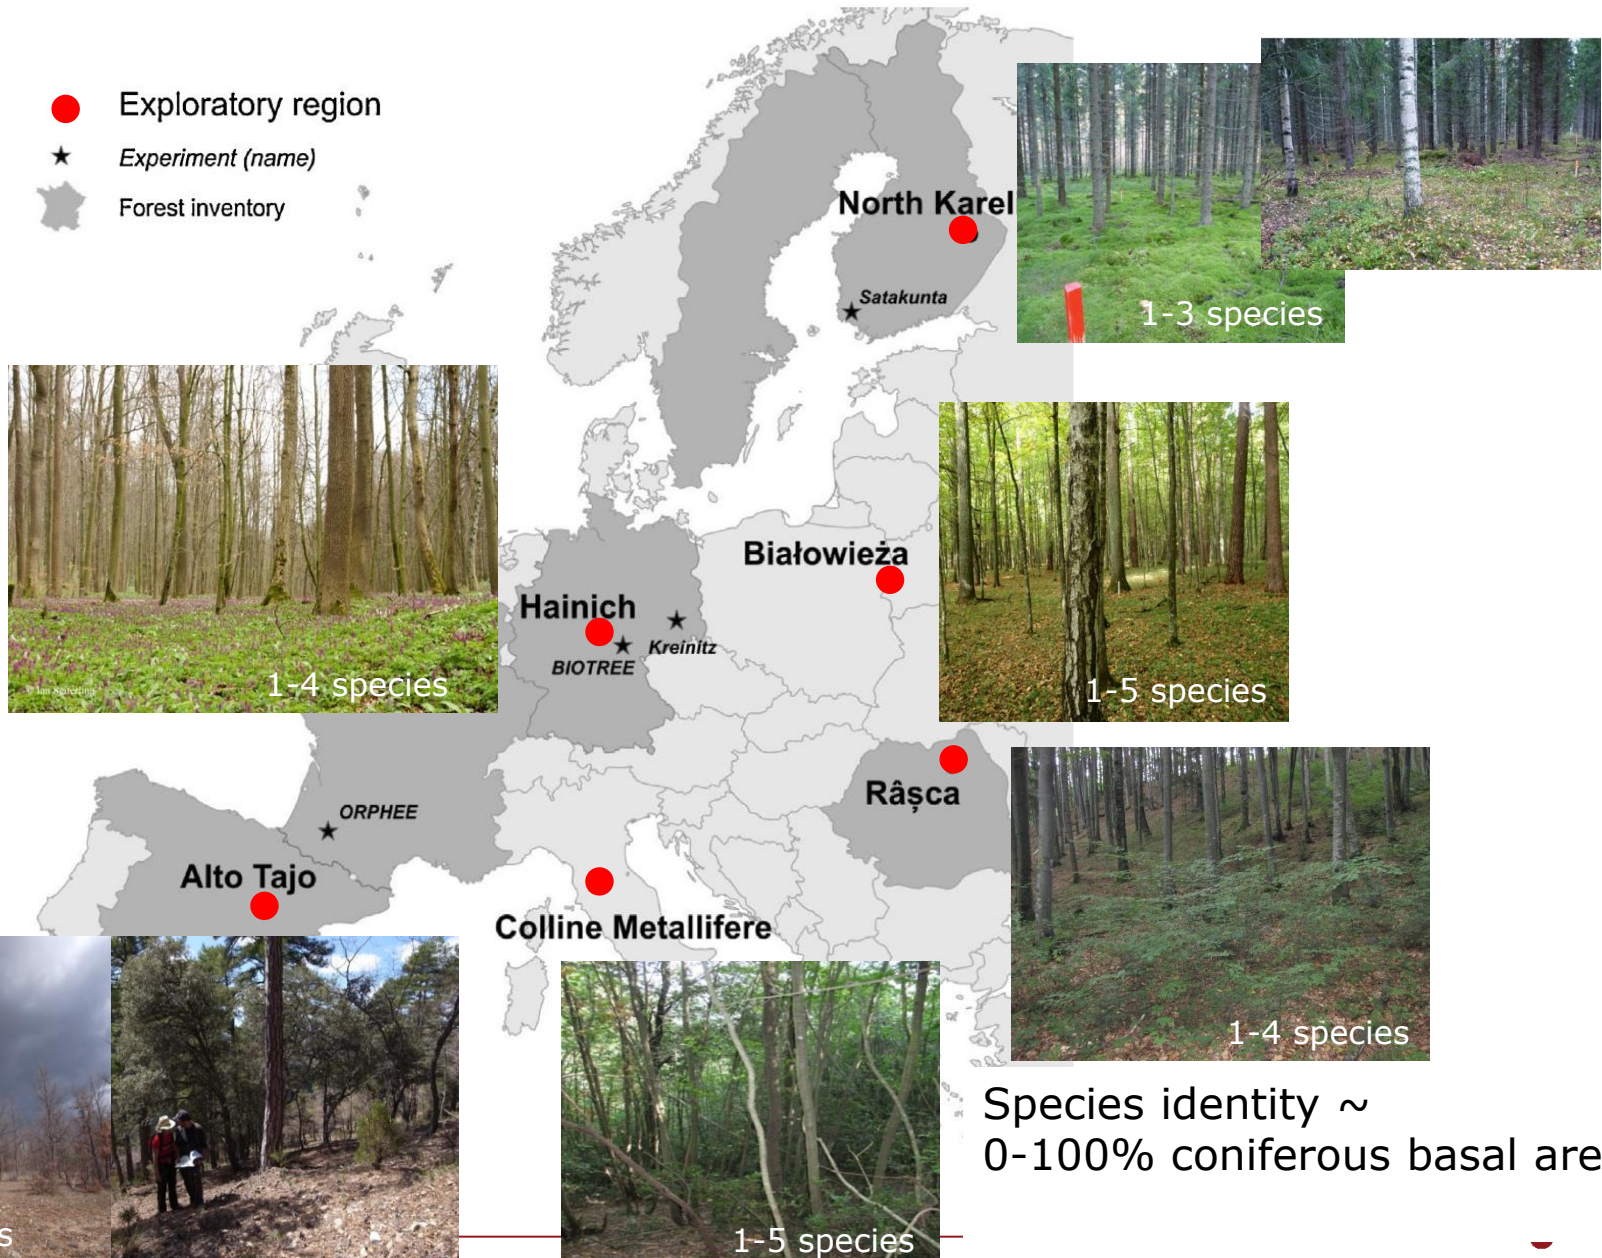 Exploratory region
Experiment (name)
Forest inventory
North Karel
Satakunta
1-3 species
Białowieża
Hainich
Kreinitz
BIOTREE
1-4 species
1-5 species
Râșca
ORPHEE
Alto Tajo
Colline Metallifere
1-4 species
Species identity ~
0-100% coniferous basal are
s
1-5 species